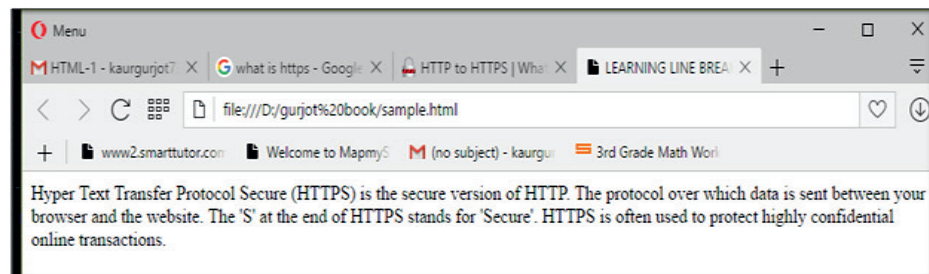 Menu
HTML-1 - kaurgurjot7 what is https - Google HTTP to HTTPS | What LEARNING LINE BREA
file:///D:/gurjot%20book/sample.html
www2.smarttutor.com Welcome to MapmyS (no subject) - kaurgur 3rd Grade Math Work
Hyper Text Transfer Protocol Secure (HTTPS) is the secure version of HTTP. The protocol over which data is sent between your
browser and the website. The 'S' at the end of HTTPS stands for 'Secure'. HTTPS is often used to protect highly confidential
online transactions.